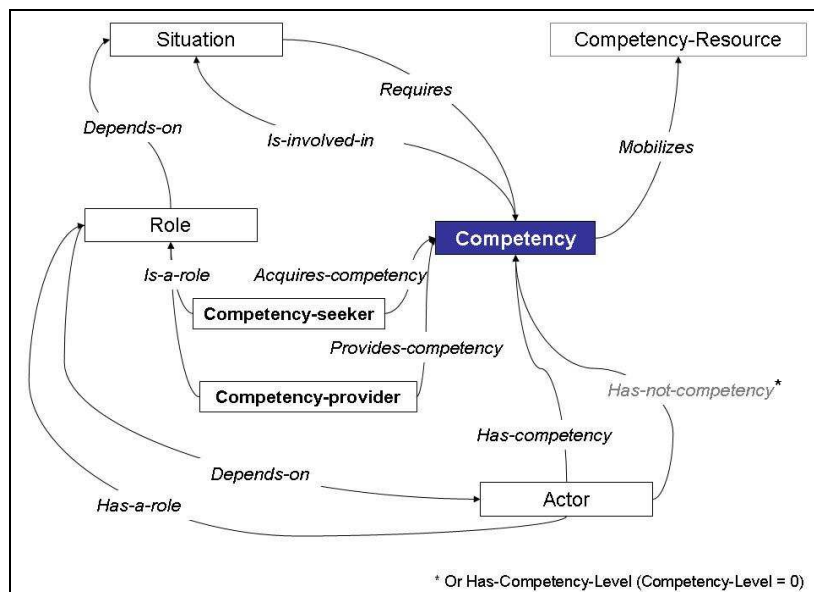 Situation
Competency-Resource
Requires
Depends-on
Is-involved-in
Mobilizes
Role
Competency
Is-a-role
Acquires-competency
Competency-seeker
Provides-competency
Competency-provider
Has-not-competency*
Has-competency
Depends-on
Has-a-role
Actor
* Or Has-Competency-Level (Competency-Level = 0)